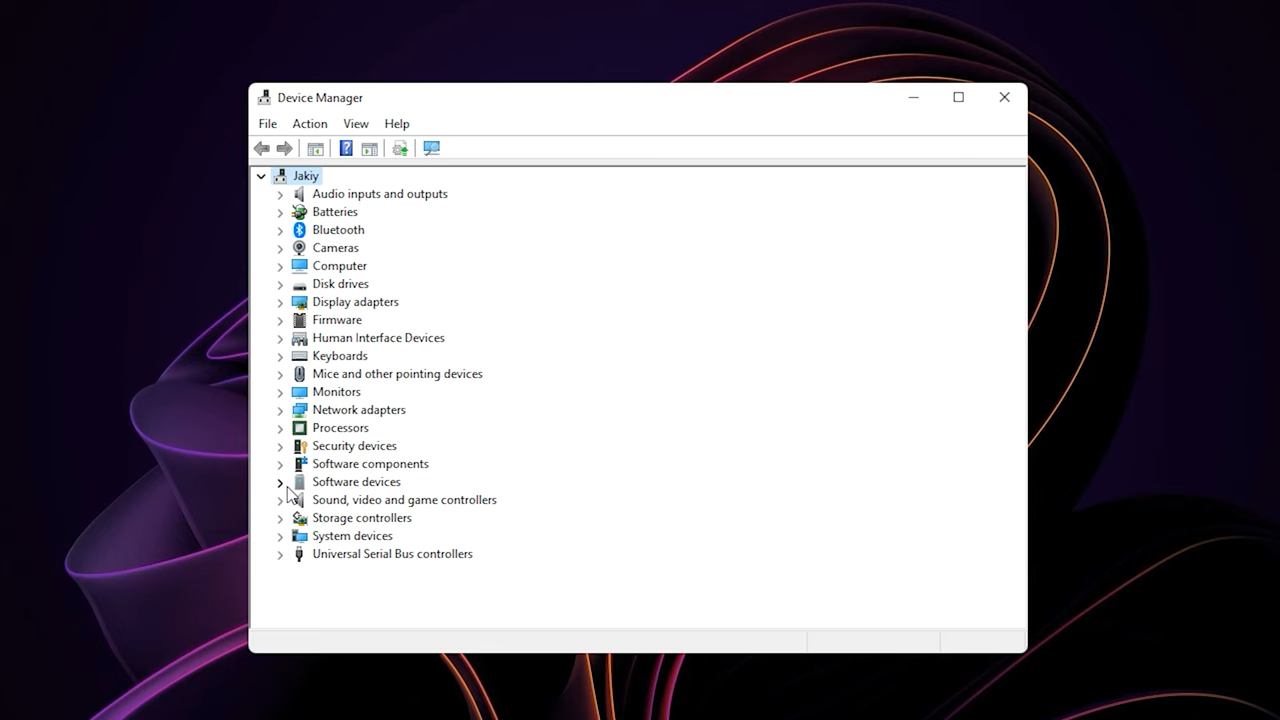 Device Manager
File Action View Help
Jakiy
Audio inputs and outputs
Batteries
Bluetooth
Cameras
Computer
Disk drives
Display adapters
Firmware
Human Interface Devices
Keyboards
Mice and other pointing devices
Monitors
Network adapters
Processors
Security devices
Software components
Software devices
Sound, video and game controllers
Storage controllers
System devices
Universal Serial Bus controllers